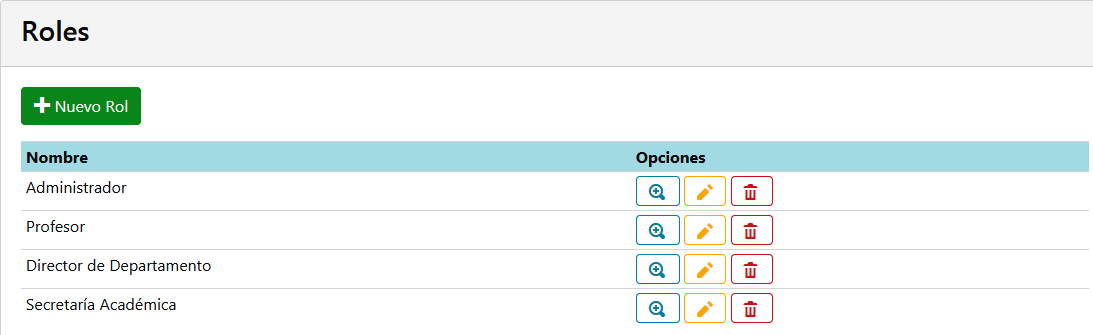 Roles
Nuevo Rol
Nombre Opciones
Administrador
Profesor
Director de Departamento
Secretaría Académica